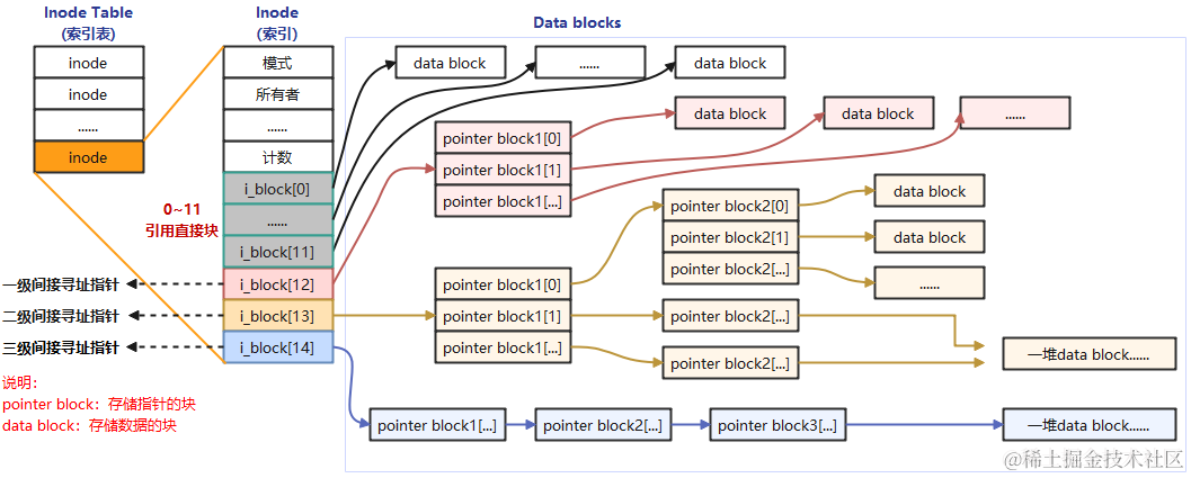 Inode Table
(索引表)
inode
inode
......
inode
Inode
(索引)
模式
所有者
......
计数
i_block[0]
......
i_block[11]
i_block[12]
i_block[13]
i_block[14]
0~11
引用直接块
一级间接寻址指针
二级间接寻址指针
三级间接寻址指针
说明：
pointer block：存储指针的块
data block：存储数据的块
Data blocks
data block
......
data block
pointer block1[0]
pointer block1[1]
pointer block1[...]
data block
data block
......
pointer block1[0]
pointer block1[1]
pointer block1[...]
pointer block2[0]
pointer block2[1]
pointer block2[...]
pointer block2[...]
pointer block2[...]
data block
data block
......
一堆data block......
pointer block1[...]
pointer block2[...]
pointer block3[...]
一堆data block......
@稀土掘金技术社区